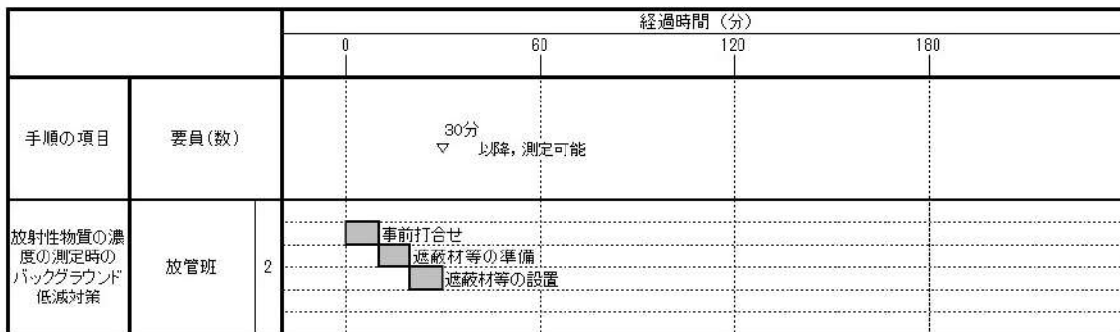 経過時間（分）
0 60 120 180
手順の項目 要員(数)
30分
▽ 以降，測定可能
放射性物質の濃
度の測定時の
バックグラウンド
低減対策
放管班 2
事前打合せ
遮蔽材等の準備
遮蔽材等の設置